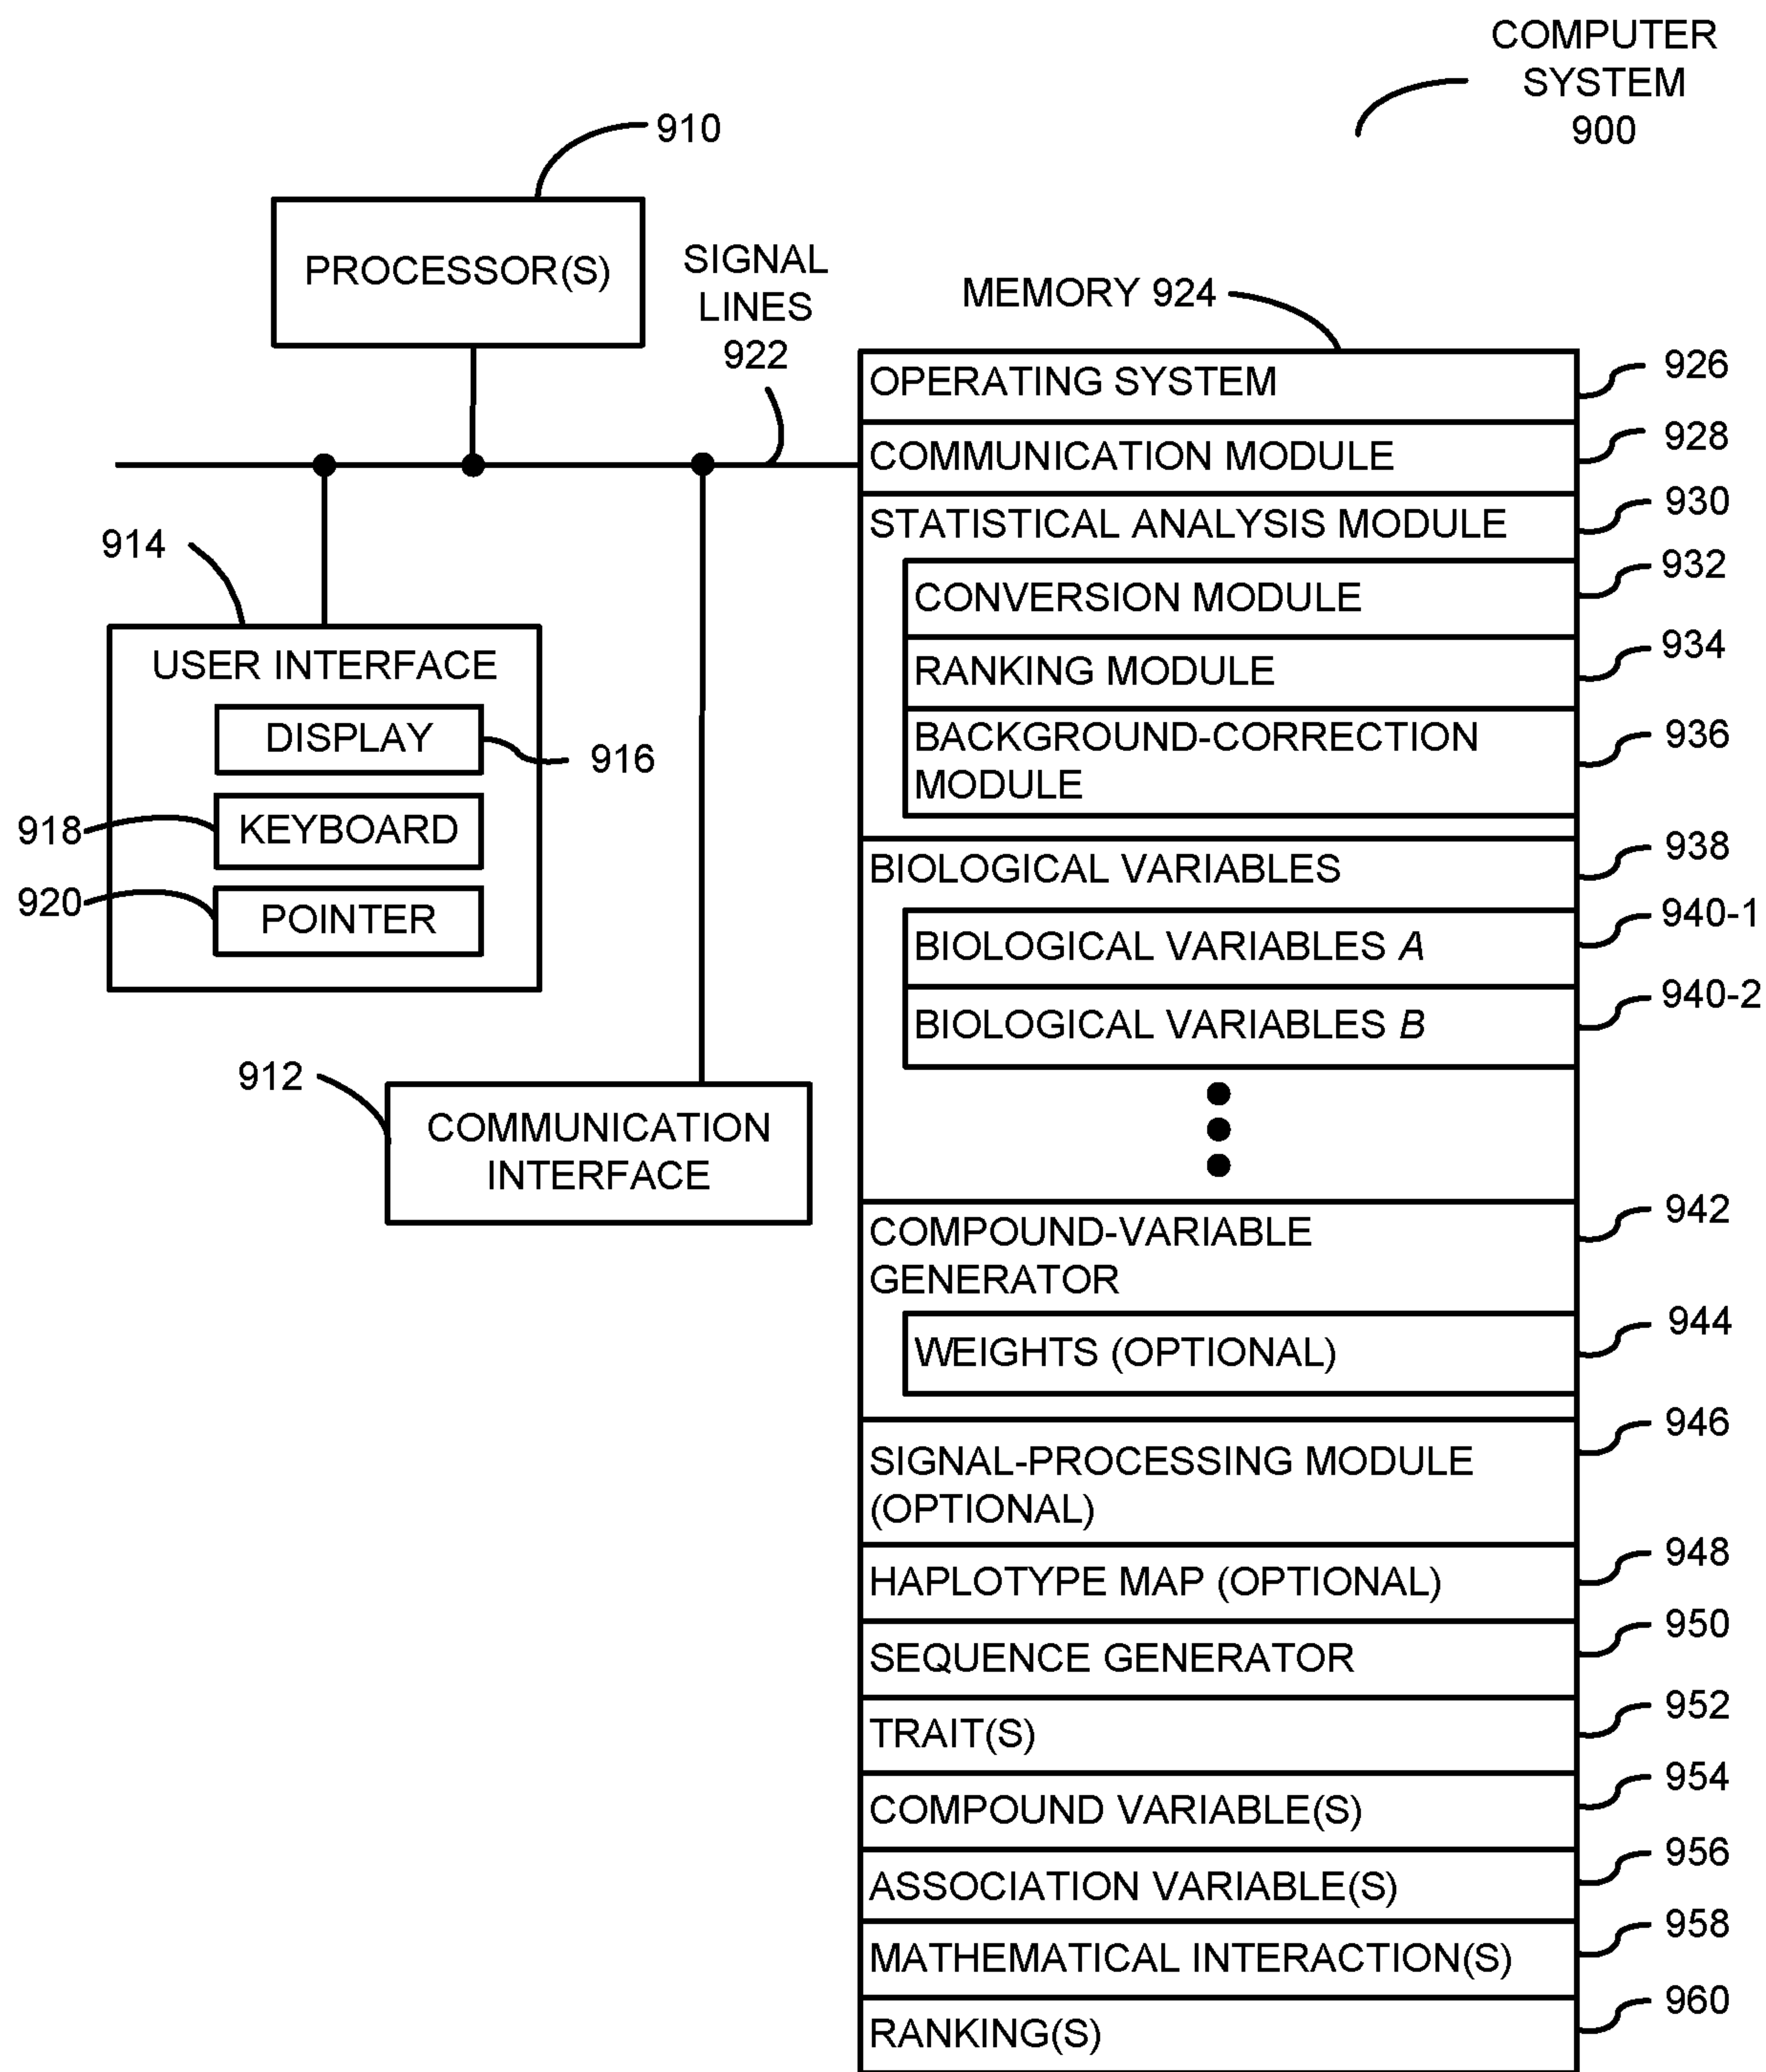 COMPUTER
SYSTEM
900
910
PROCESSOR(S)
SIGNAL
LINES
922
MEMORY 924
OPERATING SYSTEM
926
COMMUNICATION MODULE
928
STATISTICAL ANALYSIS MODULE
930
CONVERSION MODULE
932
RANKING MODULE
934
BACKGROUND-CORRECTION
MODULE
936
914
USER INTERFACE
DISPLAY
916
918
KEYBOARD
920
POINTER
912
COMMUNICATION
INTERFACE
BIOLOGICAL VARIABLES
938
BIOLOGICAL VARIABLES A
940-1
BIOLOGICAL VARIABLES B
940-2
COMPOUND-VARIABLE
GENERATOR
942
WEIGHTS (OPTIONAL)
944
SIGNAL-PROCESSING MODULE
(OPTIONAL)
946
HAPLOTYPE MAP (OPTIONAL)
948
SEQUENCE GENERATOR
950
TRAIT(S)
952
COMPOUND VARIABLE(S)
954
ASSOCIATION VARIABLE(S)
956
MATHEMATICAL INTERACTION(S)
958
RANKING(S)
960